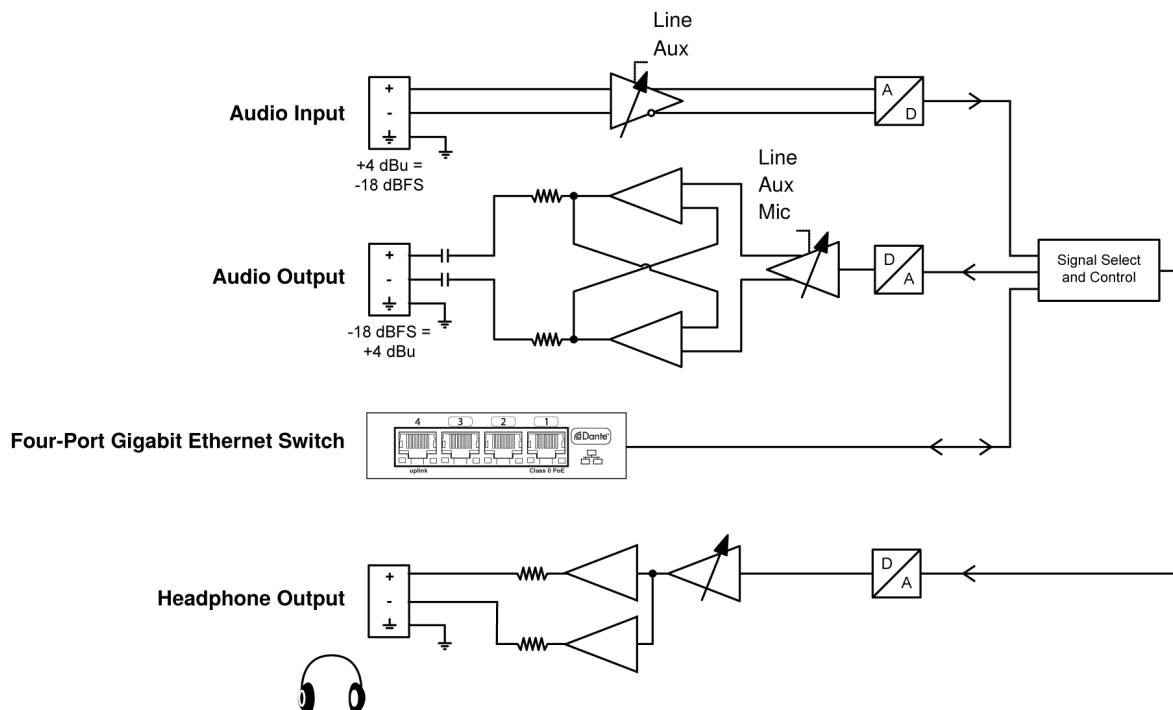 Line
Aux
Audio Input
+
-
A
D
+4 dBu =
-18 dBFS
Line
Aux
Mic
Audio Output
+
-
D
A
Signal Select
and Control
-18 dBFS =
+4 dBu
Four-Port Gigabit Ethernet Switch
4 3 2 1
Dante
uplink
Class 0 PoE
Headphone Output
+
-
D
A